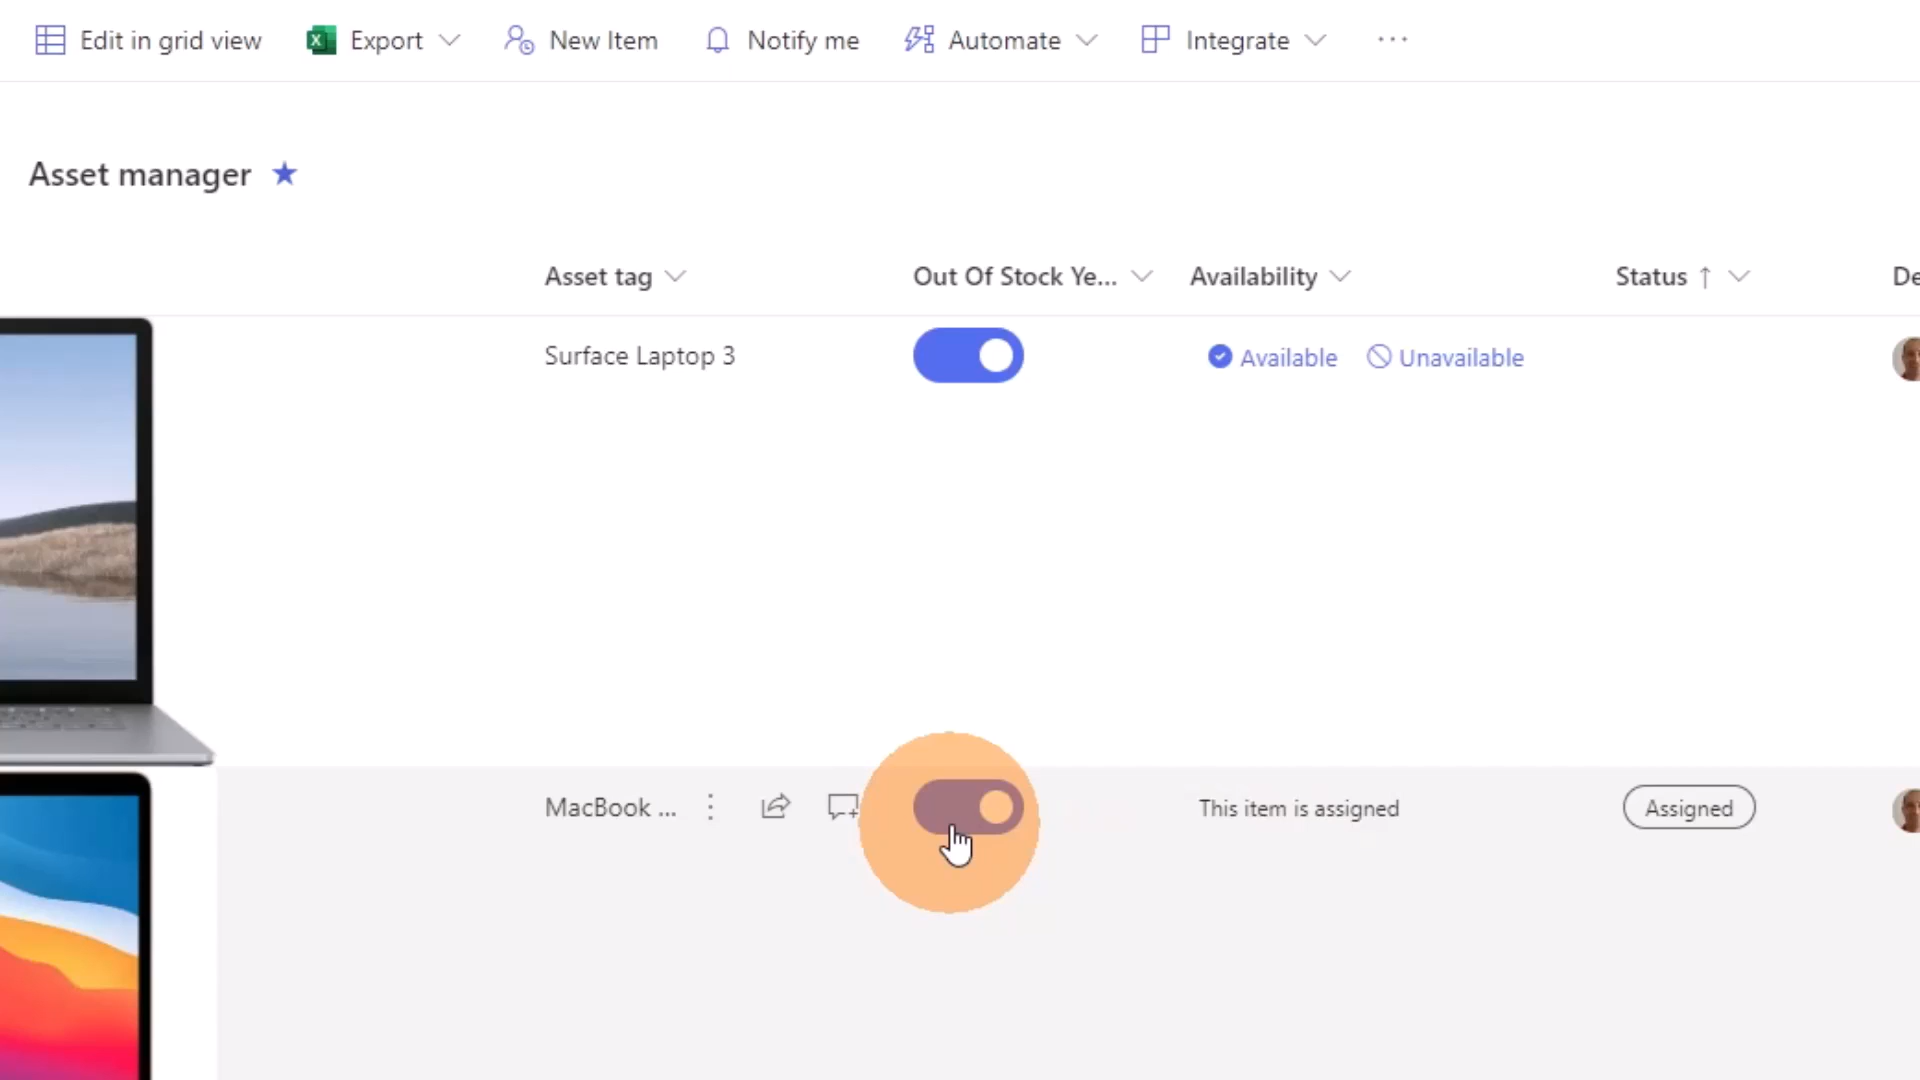 Edit in grid view Export New Item Notify me Automate Integrate ...
Asset manager
Asset tag Out Of Stock Ye... Availability Status ↑ De
Surface Laptop 3 Available Unavailable
MacBook ... This item is assigned Assigned